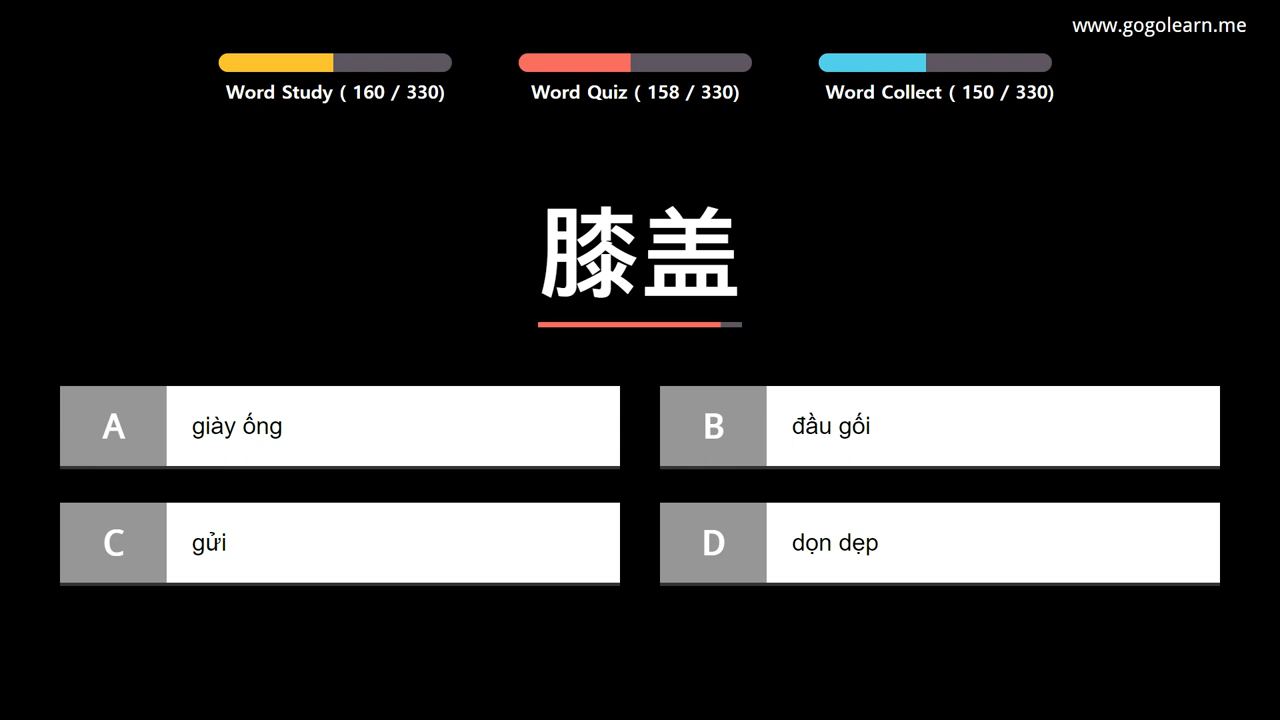 www.gogolearn.me
Word Study ( 160 / 330)
Word Quiz ( 158 / 330)
Word Collect ( 150 / 330)
膝盖
A giày ống
B đầu gối
C gửi
D dọn dẹp